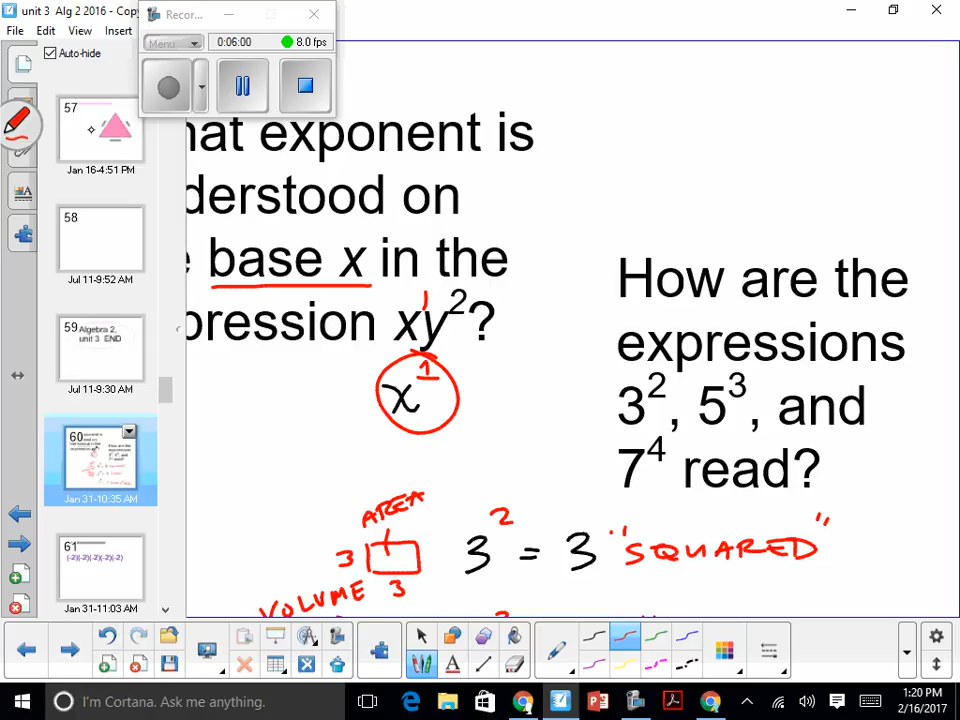 unit 3 Alg 2 2016 - Copy
Recor...
File Edit View Insert
Menu
0:06:00
8.0 fps
Auto-hide
57
Jan 16-4:51 PM
58
Jul 11-9:52 AM
59
Algebra 2,
unit 3 END
Jul 11-9:30 AM
60
Jan 31-10:35 AM
61
(-2)(-2)(-2)(-2)(-2)
Jan 31-11:03 AM
hat exponent is
derstood on
e base x in the
pression xy²?
1
x¹
How are the
expressions
3², 5³, and
7⁴ read?
AREA
3
3
3² = 3 "SQUARED"
VOLUME
I'm Cortana. Ask me anything.
1:20 PM
2/16/2017